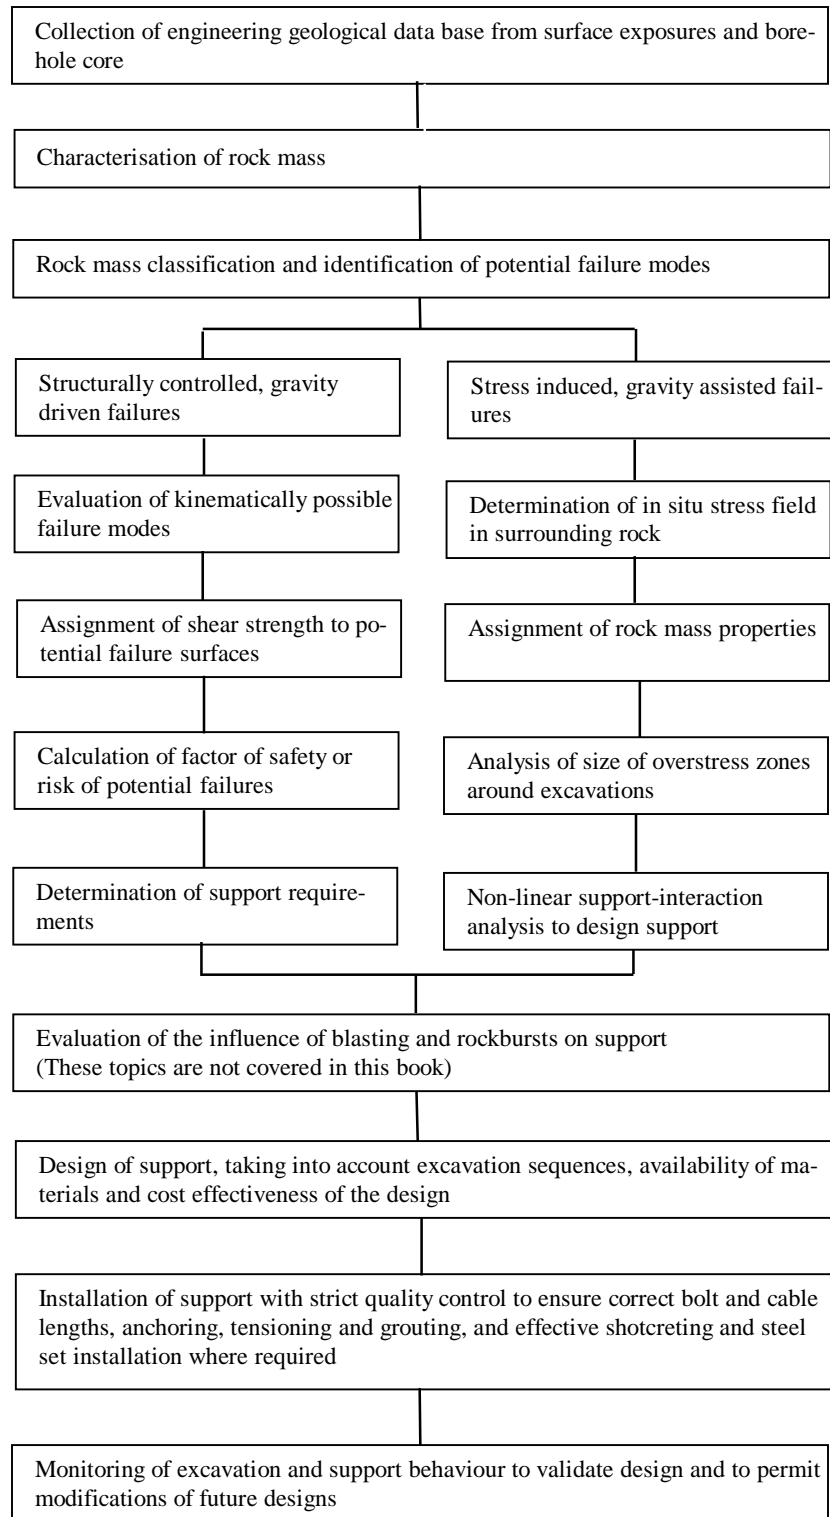 Collection of engineering geological data base from surface exposures and bore-
hole core
Characterisation of rock mass
Rock mass classification and identification of potential failure modes
Structurally controlled, gravity
driven failures
Stress induced, gravity assisted fail-
ures
Evaluation of kinematically possible
failure modes
Determination of in situ stress field
in surrounding rock
Assignment of shear strength to po-
tential failure surfaces
Assignment of rock mass properties
Calculation of factor of safety or
risk of potential failures
Analysis of size of overstress zones
around excavations
Determination of support require-
ments
Non-linear support-interaction
analysis to design support
Evaluation of the influence of blasting and rockbursts on support
(These topics are not covered in this book)
Design of support, taking into account excavation sequences, availability of ma-
terials and cost effectiveness of the design
Installation of support with strict quality control to ensure correct bolt and cable
lengths, anchoring, tensioning and grouting, and effective shotcreting and steel
set installation where required
Monitoring of excavation and support behaviour to validate design and to permit
modifications of future designs